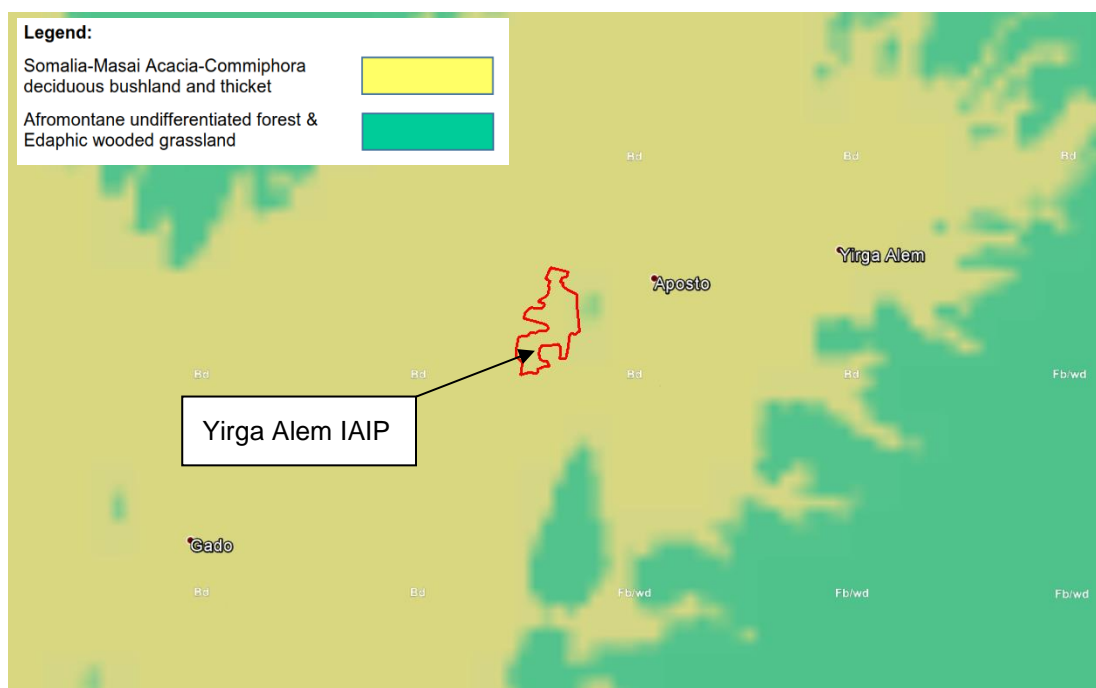 Legend:
Somalia-Masai Acacia-Commiphora
deciduous bushland and thicket
Afromontane undifferentiated forest &
Edaphic wooded grassland
Bd
Bd
Bd
Yirga Alem
Aposto
Bd
Bd
Bd
Bd
Fb/wd
Yirga Alem IAIP
Gado
Bd
Bd
Fb/wd
Fb/wd
Fb/wd